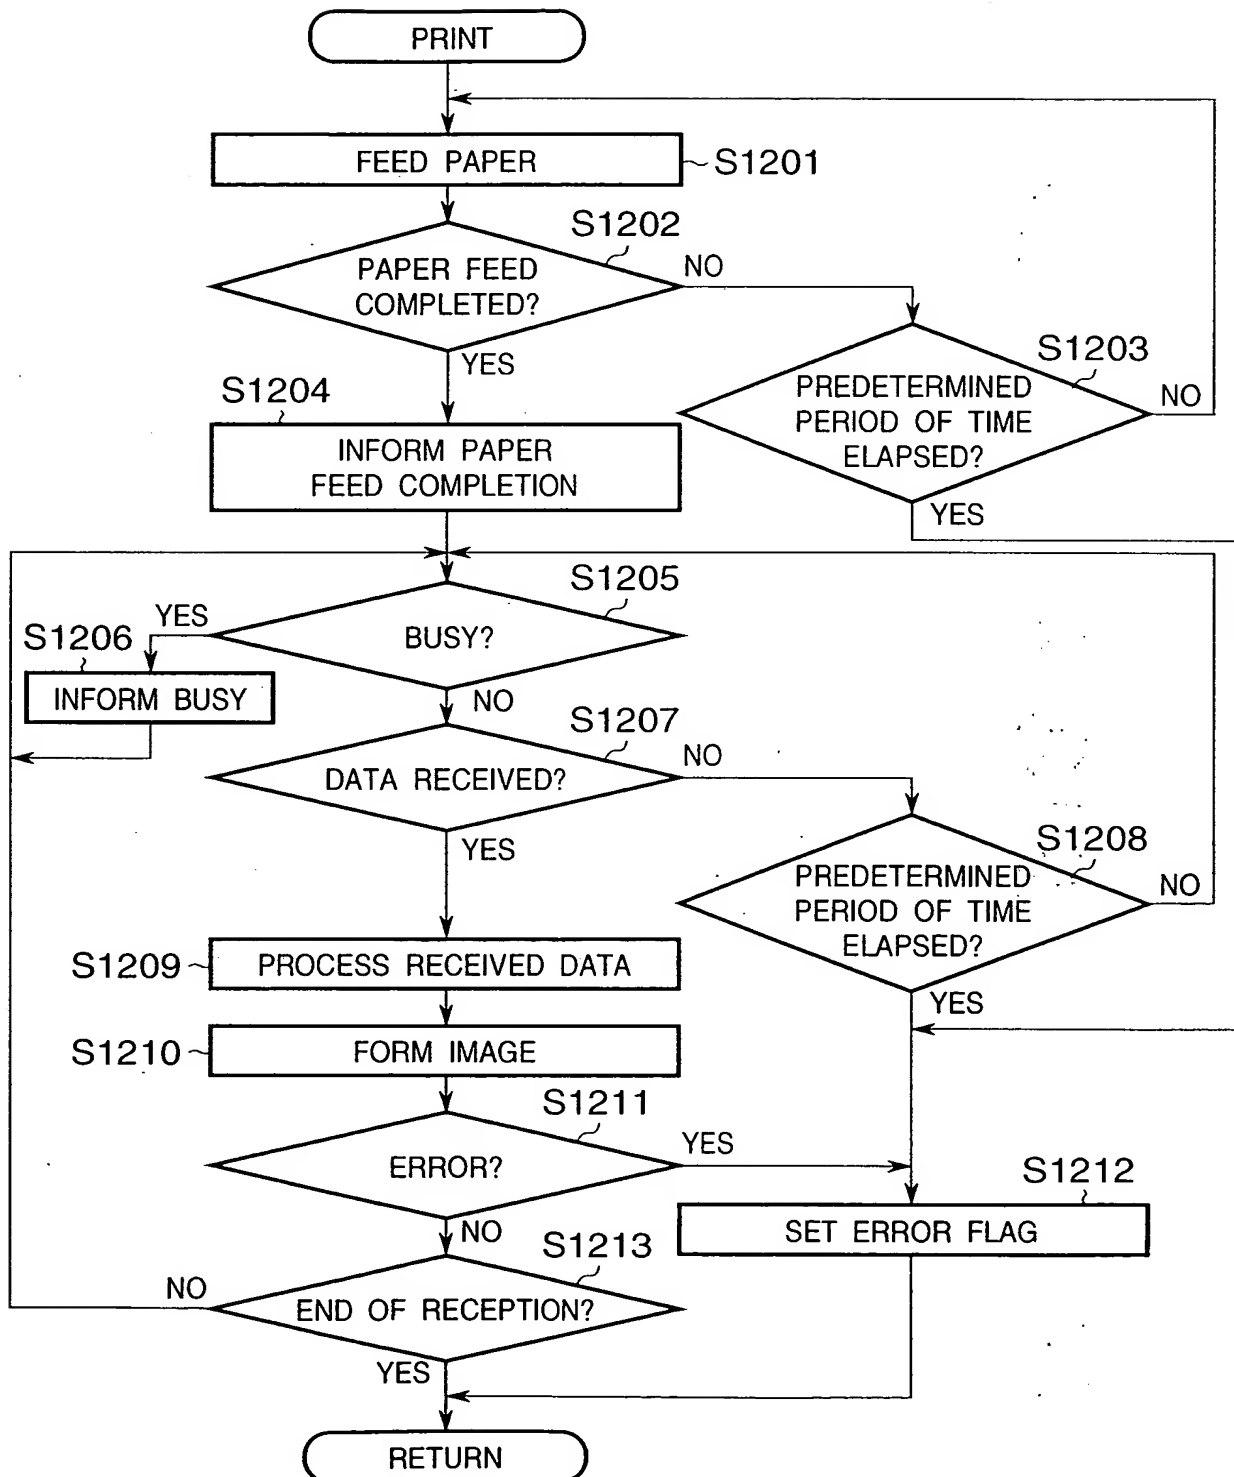 PRINT
FEED PAPER
S1201
S1202
PAPER FEED
COMPLETED?
NO
YES
S1203
PREDETERMINED
PERIOD OF TIME
ELAPSED?
NO
YES
S1204
INFORM PAPER
FEED COMPLETION
S1205
BUSY?
YES
NO
S1206
INFORM BUSY
S1207
DATA RECEIVED?
NO
YES
S1208
PREDETERMINED
PERIOD OF TIME
ELAPSED?
NO
YES
S1209
PROCESS RECEIVED DATA
S1210
FORM IMAGE
S1211
ERROR?
YES
NO
S1212
SET ERROR FLAG
S1213
END OF RECEPTION?
NO
YES
RETURN